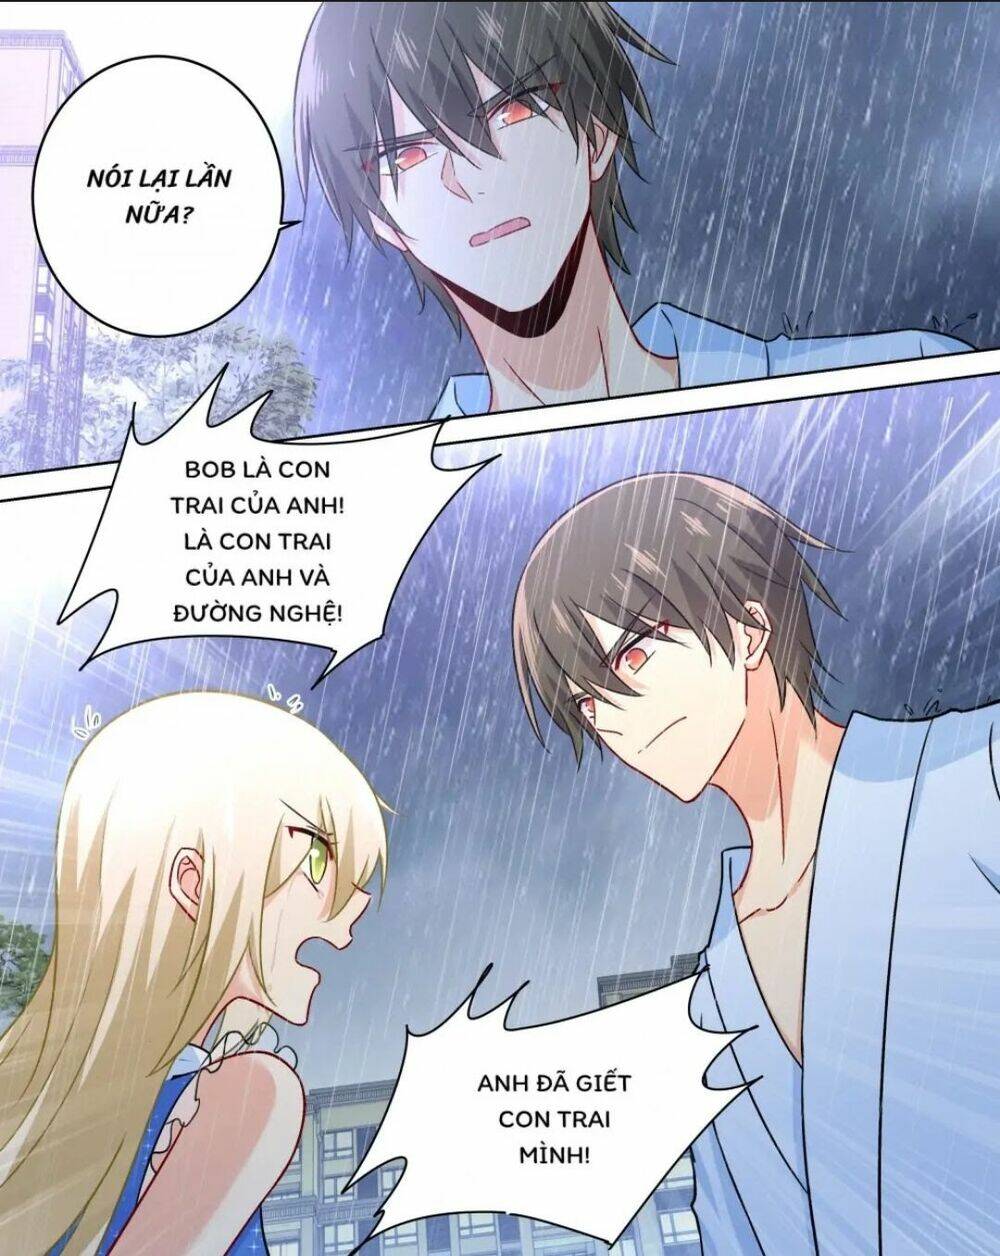 NÓI LẠI LẦN
NỮA?
BOB LÀ CON
TRAI CỦA ANH!
LÀ CON TRAI
CỦA ANH VÀ
ĐƯỜNG NGHỆ!
ANH ĐÃ GIẾT
CON TRAI
MÌNH!